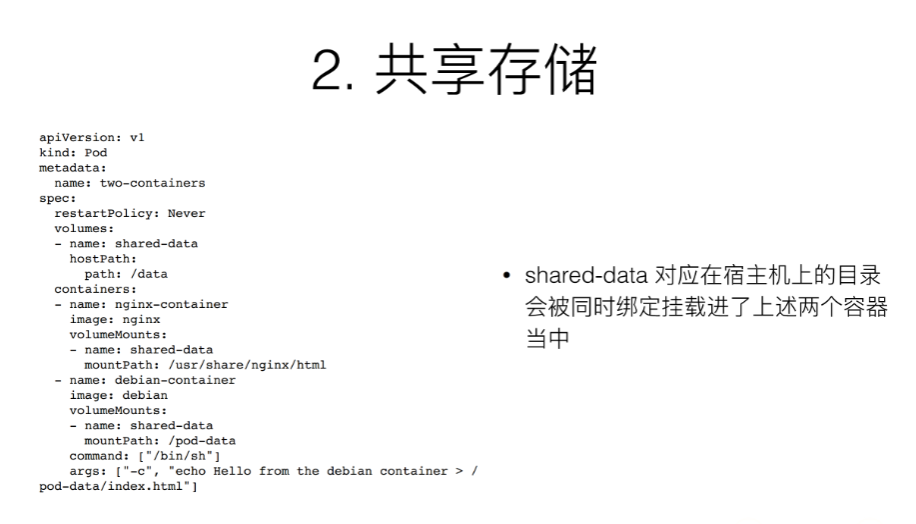 2. 共享存储
apiVersion: v1
kind: Pod
metadata:
  name: two-containers
spec:
  restartPolicy: Never
  volumes:
  - name: shared-data
    hostPath:
      path: /data
  containers:
  - name: nginx-container
    image: nginx
    volumeMounts:
    - name: shared-data
      mountPath: /usr/share/nginx/html
  - name: debian-container
    image: debian
    volumeMounts:
    - name: shared-data
      mountPath: /pod-data
    command: ["/bin/sh"]
    args: ["-c", "echo Hello from the debian container > /
pod-data/index.html"]
• shared-data 对应在宿主机上的目录
会被同时绑定挂载进了上述两个容器
当中